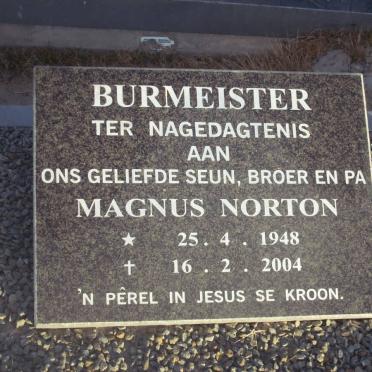 BURMEISTER
TER NAGEDAGTENIS
AAN
ONS GELIEFDE SEUN, BROER EN PA
MAGNUS NORTON
★ 25 . 4 . 1948
✝ 16 . 2 . 2004
'N PÊREL IN JESUS SE KROON.